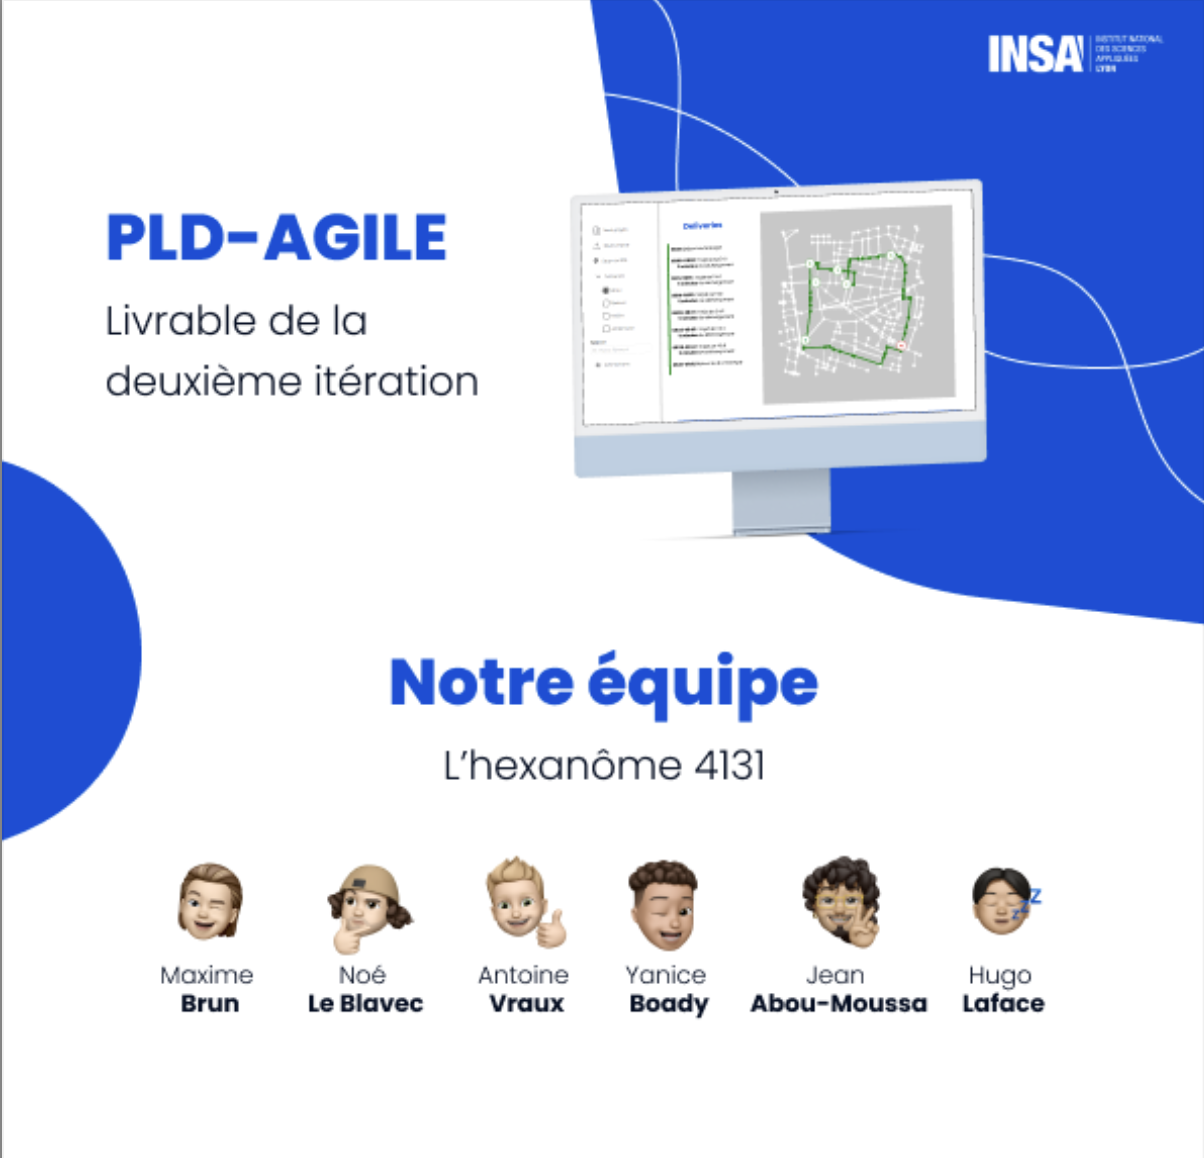 INSA
INSTITUT NATIONAL
DES SCIENCES
APPLIQUÉES
LYON
PLD-AGILE
Livrable de la
deuxième itération
Deliveries
Notre équipe
L'hexanôme 4131
Maxime
Brun
Noé
Le Blavec
Antoine
Vraux
Yanice
Boady
Jean
Abou-Moussa
Hugo
Laface